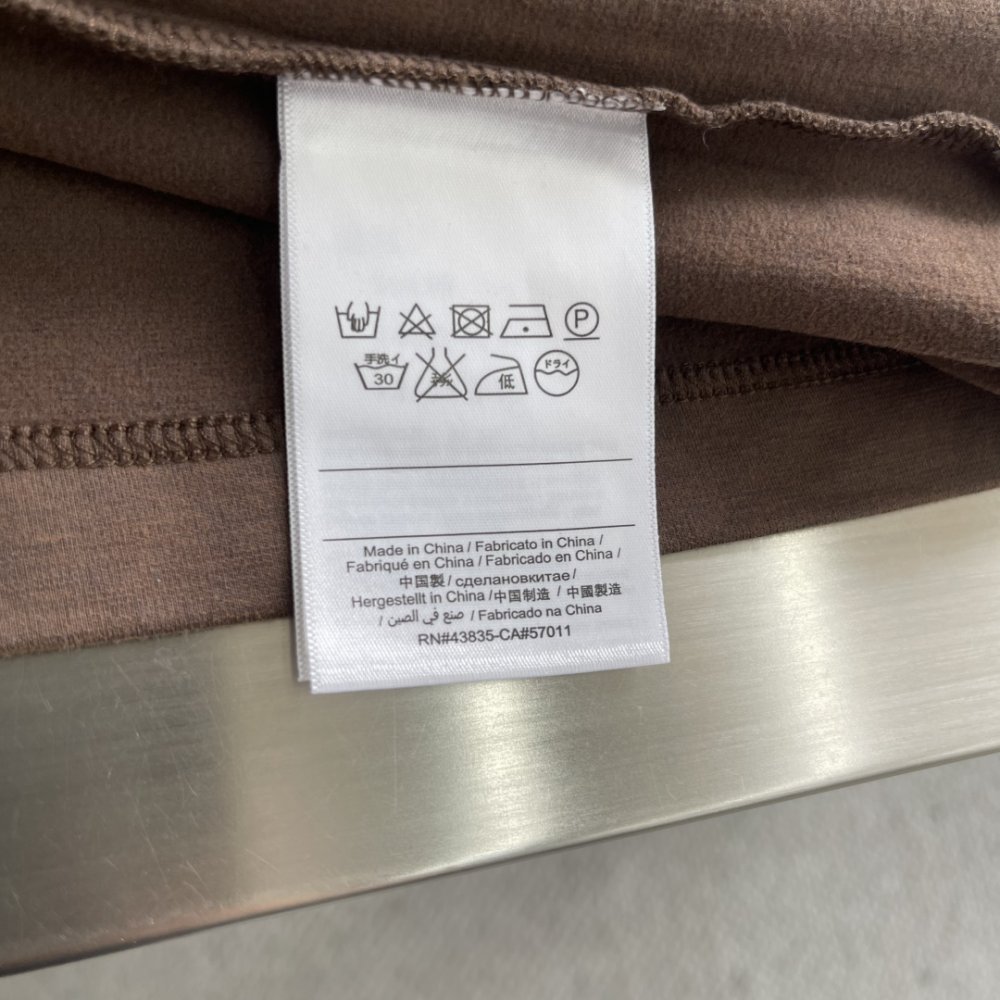 P
手洗イ
30
低
ドライ
Made in China / Fabricato in China /
Fabriqué en China / Fabricado en China /
中国製 / сделановкитае /
Hergestellt in China /中国制造 / 中國製造
/ صنع في الصين / Fabricado na China
RN#43835-CA#57011